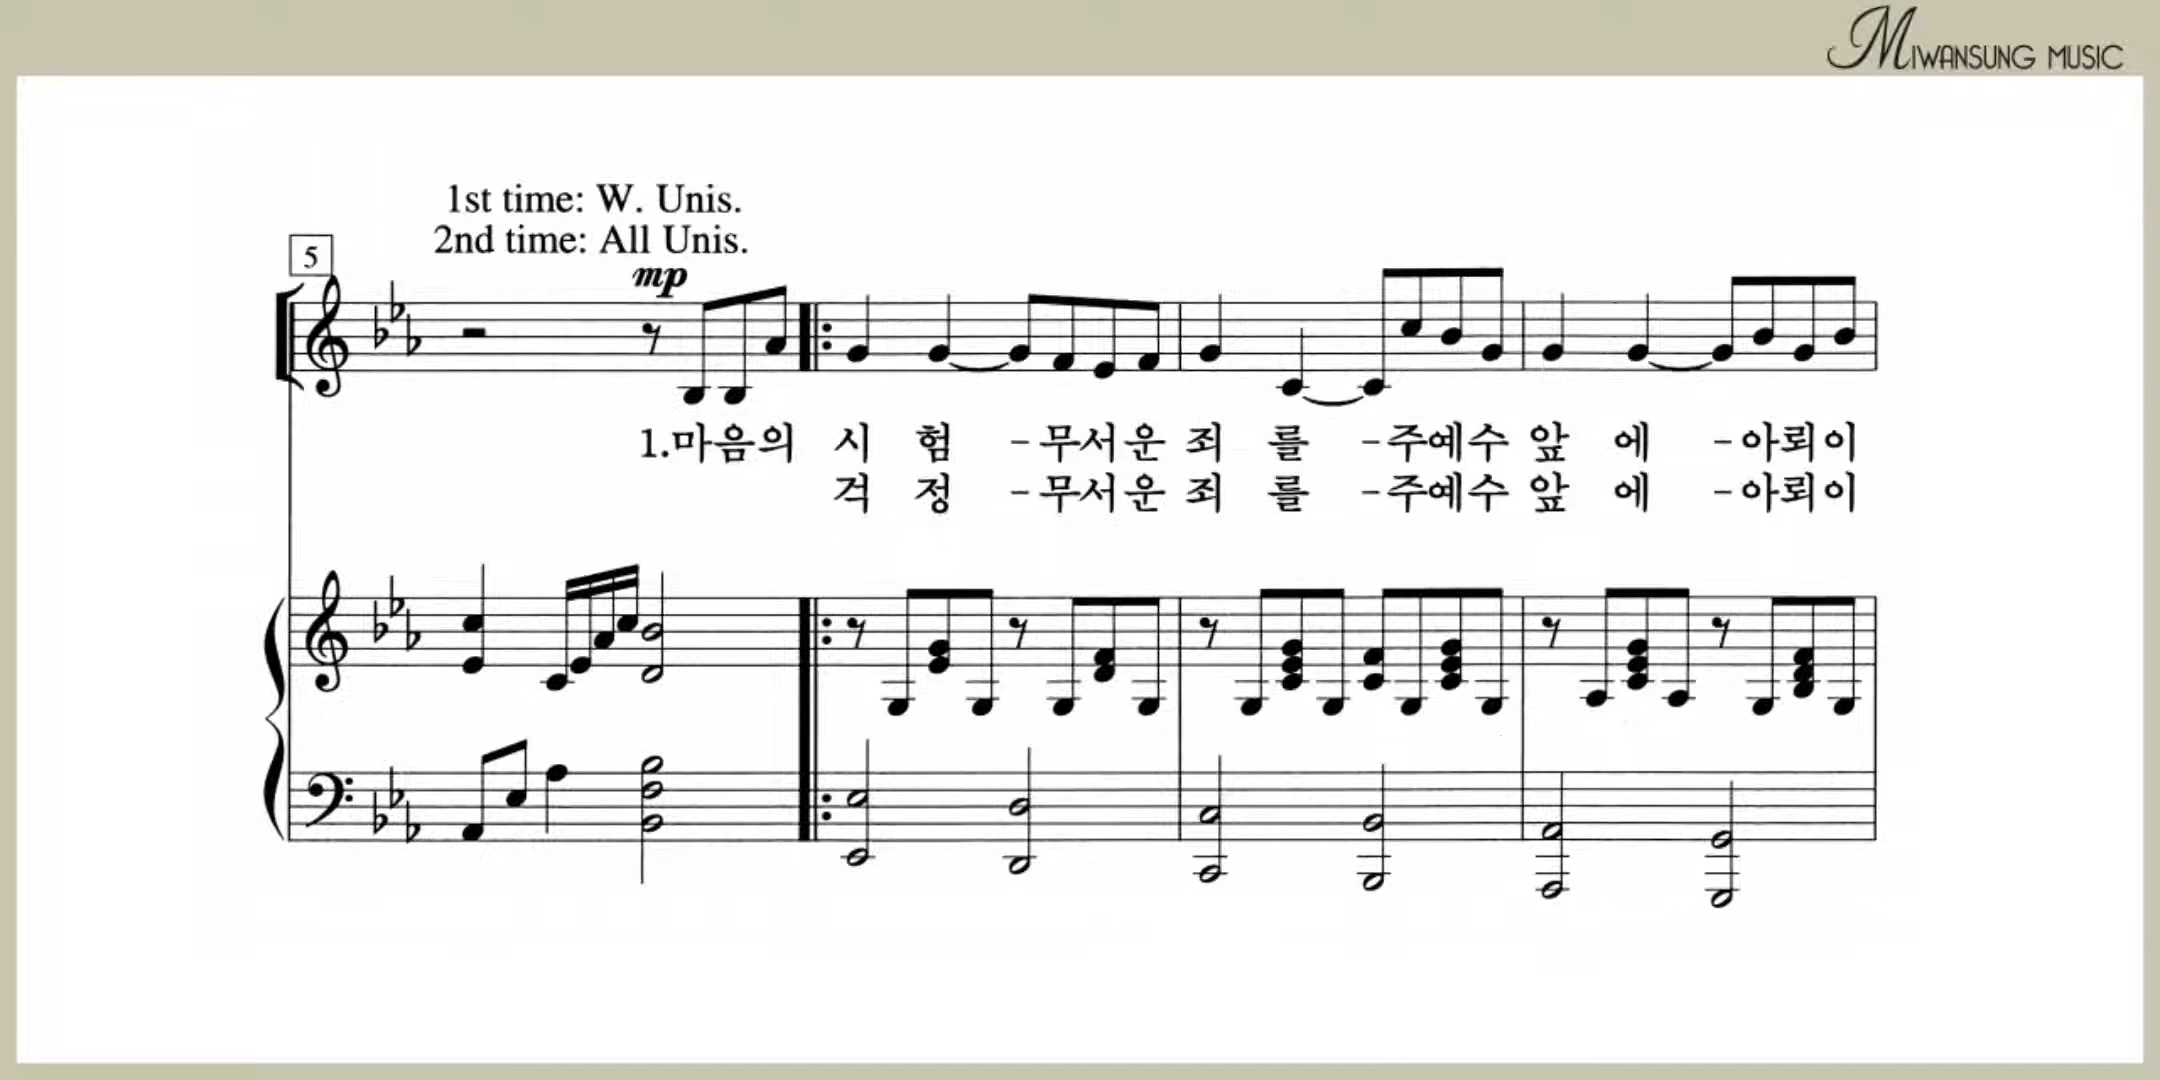 MIWANSUNG MUSIC
1st time: W. Unis.
2nd time: All Unis.
5
mp
1.마음의 시 험 -무서운 죄 를 -주예수 앞 에 -아뢰이
걱 정 -무서운 죄 를 -주예수 앞 에 -아뢰이